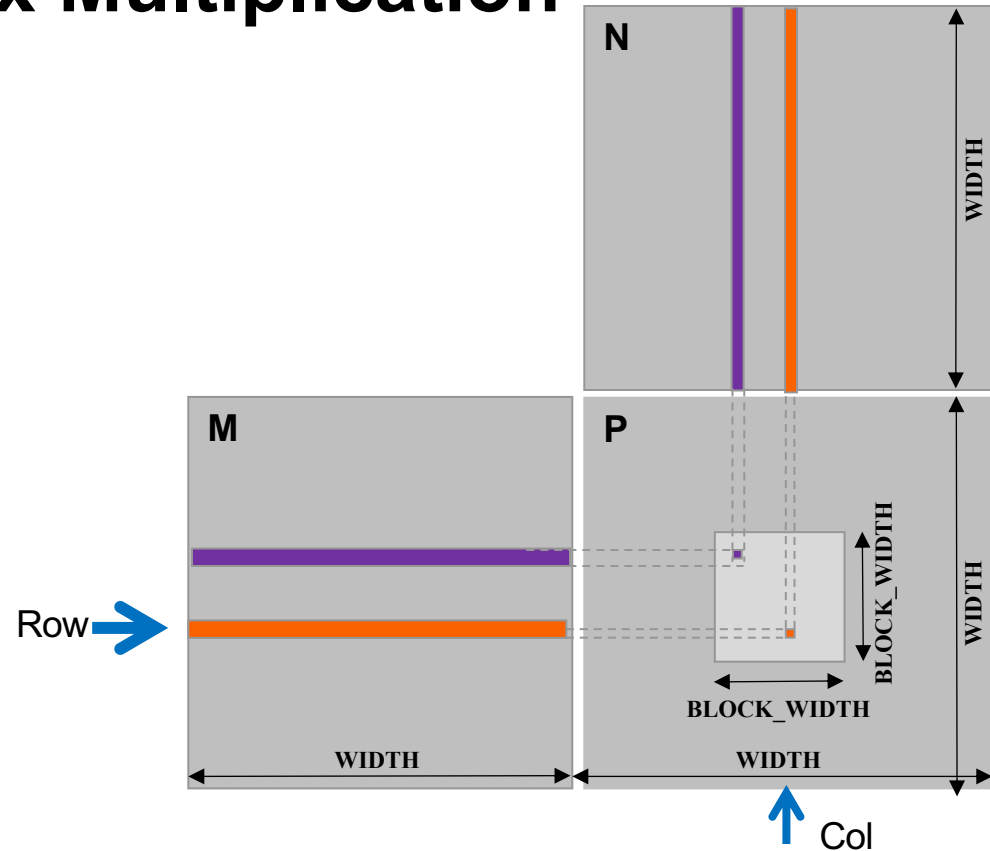 x Multiplication
N
WIDTH
M
P
BLOCK_WIDTH
WIDTH
Row
BLOCK_WIDTH
WIDTH
WIDTH
Col